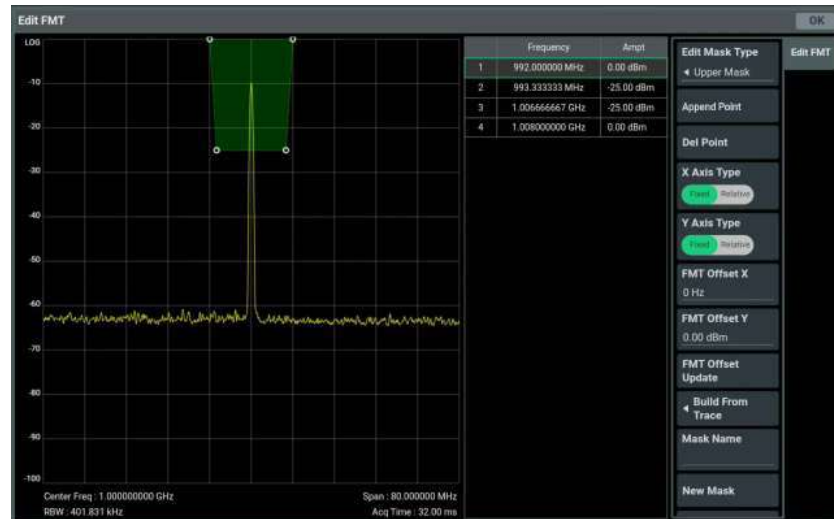 Edit FMT
OK
LOG
-10
-20
-30
-40
-50
-60
-70
-80
-90
-100
Center Freq : 1.000000000 GHz
Span : 80.000000 MHz
RBW : 401.831 kHz
Acq Time : 32.00 ms
Frequency Ampt
1 992.000000 MHz 0.00 dBm
2 993.333333 MHz -25.00 dBm
3 1.006666667 GHz -25.00 dBm
4 1.008000000 GHz 0.00 dBm
Edit Mask Type
Upper Mask
Append Point
Del Point
X Axis Type
Fixed Relative
Y Axis Type
Fixed Relative
FMT Offset X
0 Hz
FMT Offset Y
0.00 dBm
FMT Offset
Update
Build From
Trace
Mask Name
New Mask
Edit FMT